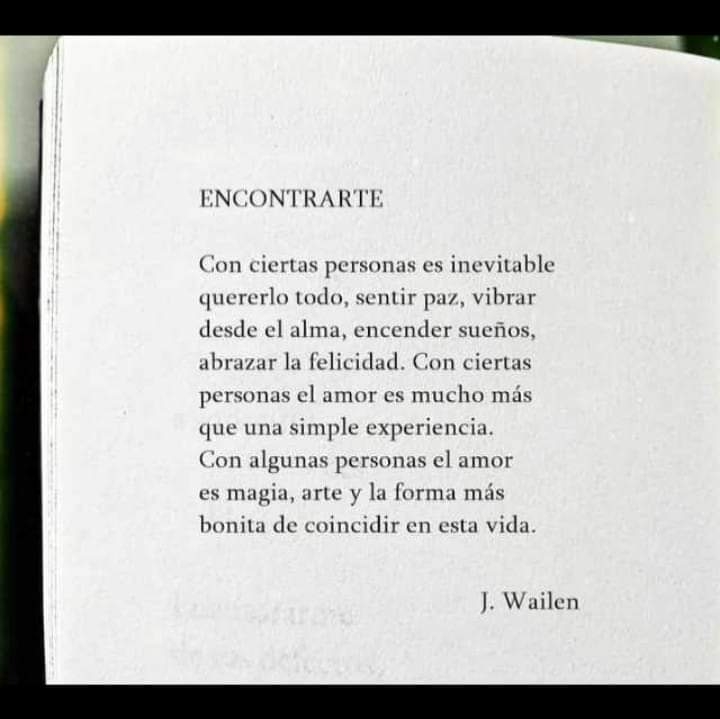 ENCONTRARTE
Con ciertas personas es inevitable
quererlo todo, sentir paz, vibrar
desde el alma, encender sueños,
abrazar la felicidad. Con ciertas
personas el amor es mucho más
que una simple experiencia.
Con algunas personas el amor
es magia, arte y la forma más
bonita de coincidir en esta vida.
J. Wailen